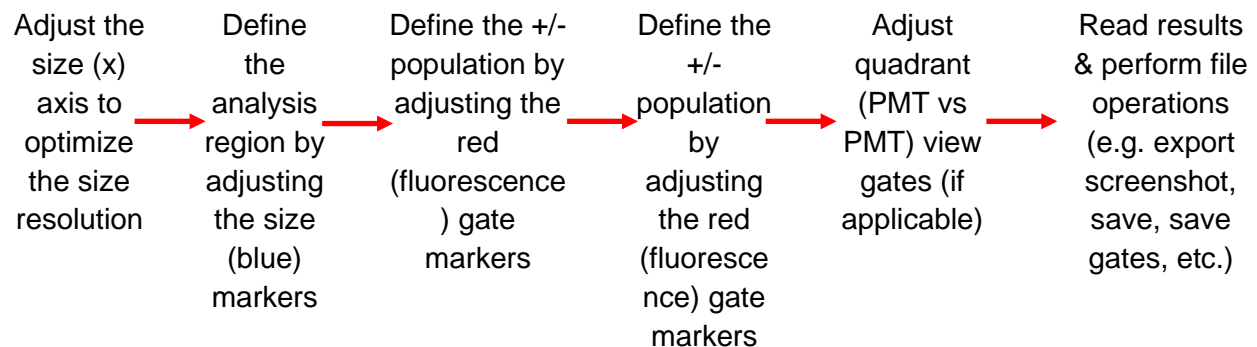 Adjust the
size (x)
axis to
optimize
the size
resolution
Define
the
analysis
region by
adjusting
the size
(blue)
markers
Define the +/-
population by
adjusting the
red
(fluorescence
) gate
markers
Define the
+/-
population
by
adjusting
the red
(fluoresce
nce) gate
markers
Adjust
quadrant
(PMT vs
PMT) view
gates (if
applicable)
Read results
& perform file
operations
(e.g. export
screenshot,
save, save
gates, etc.)